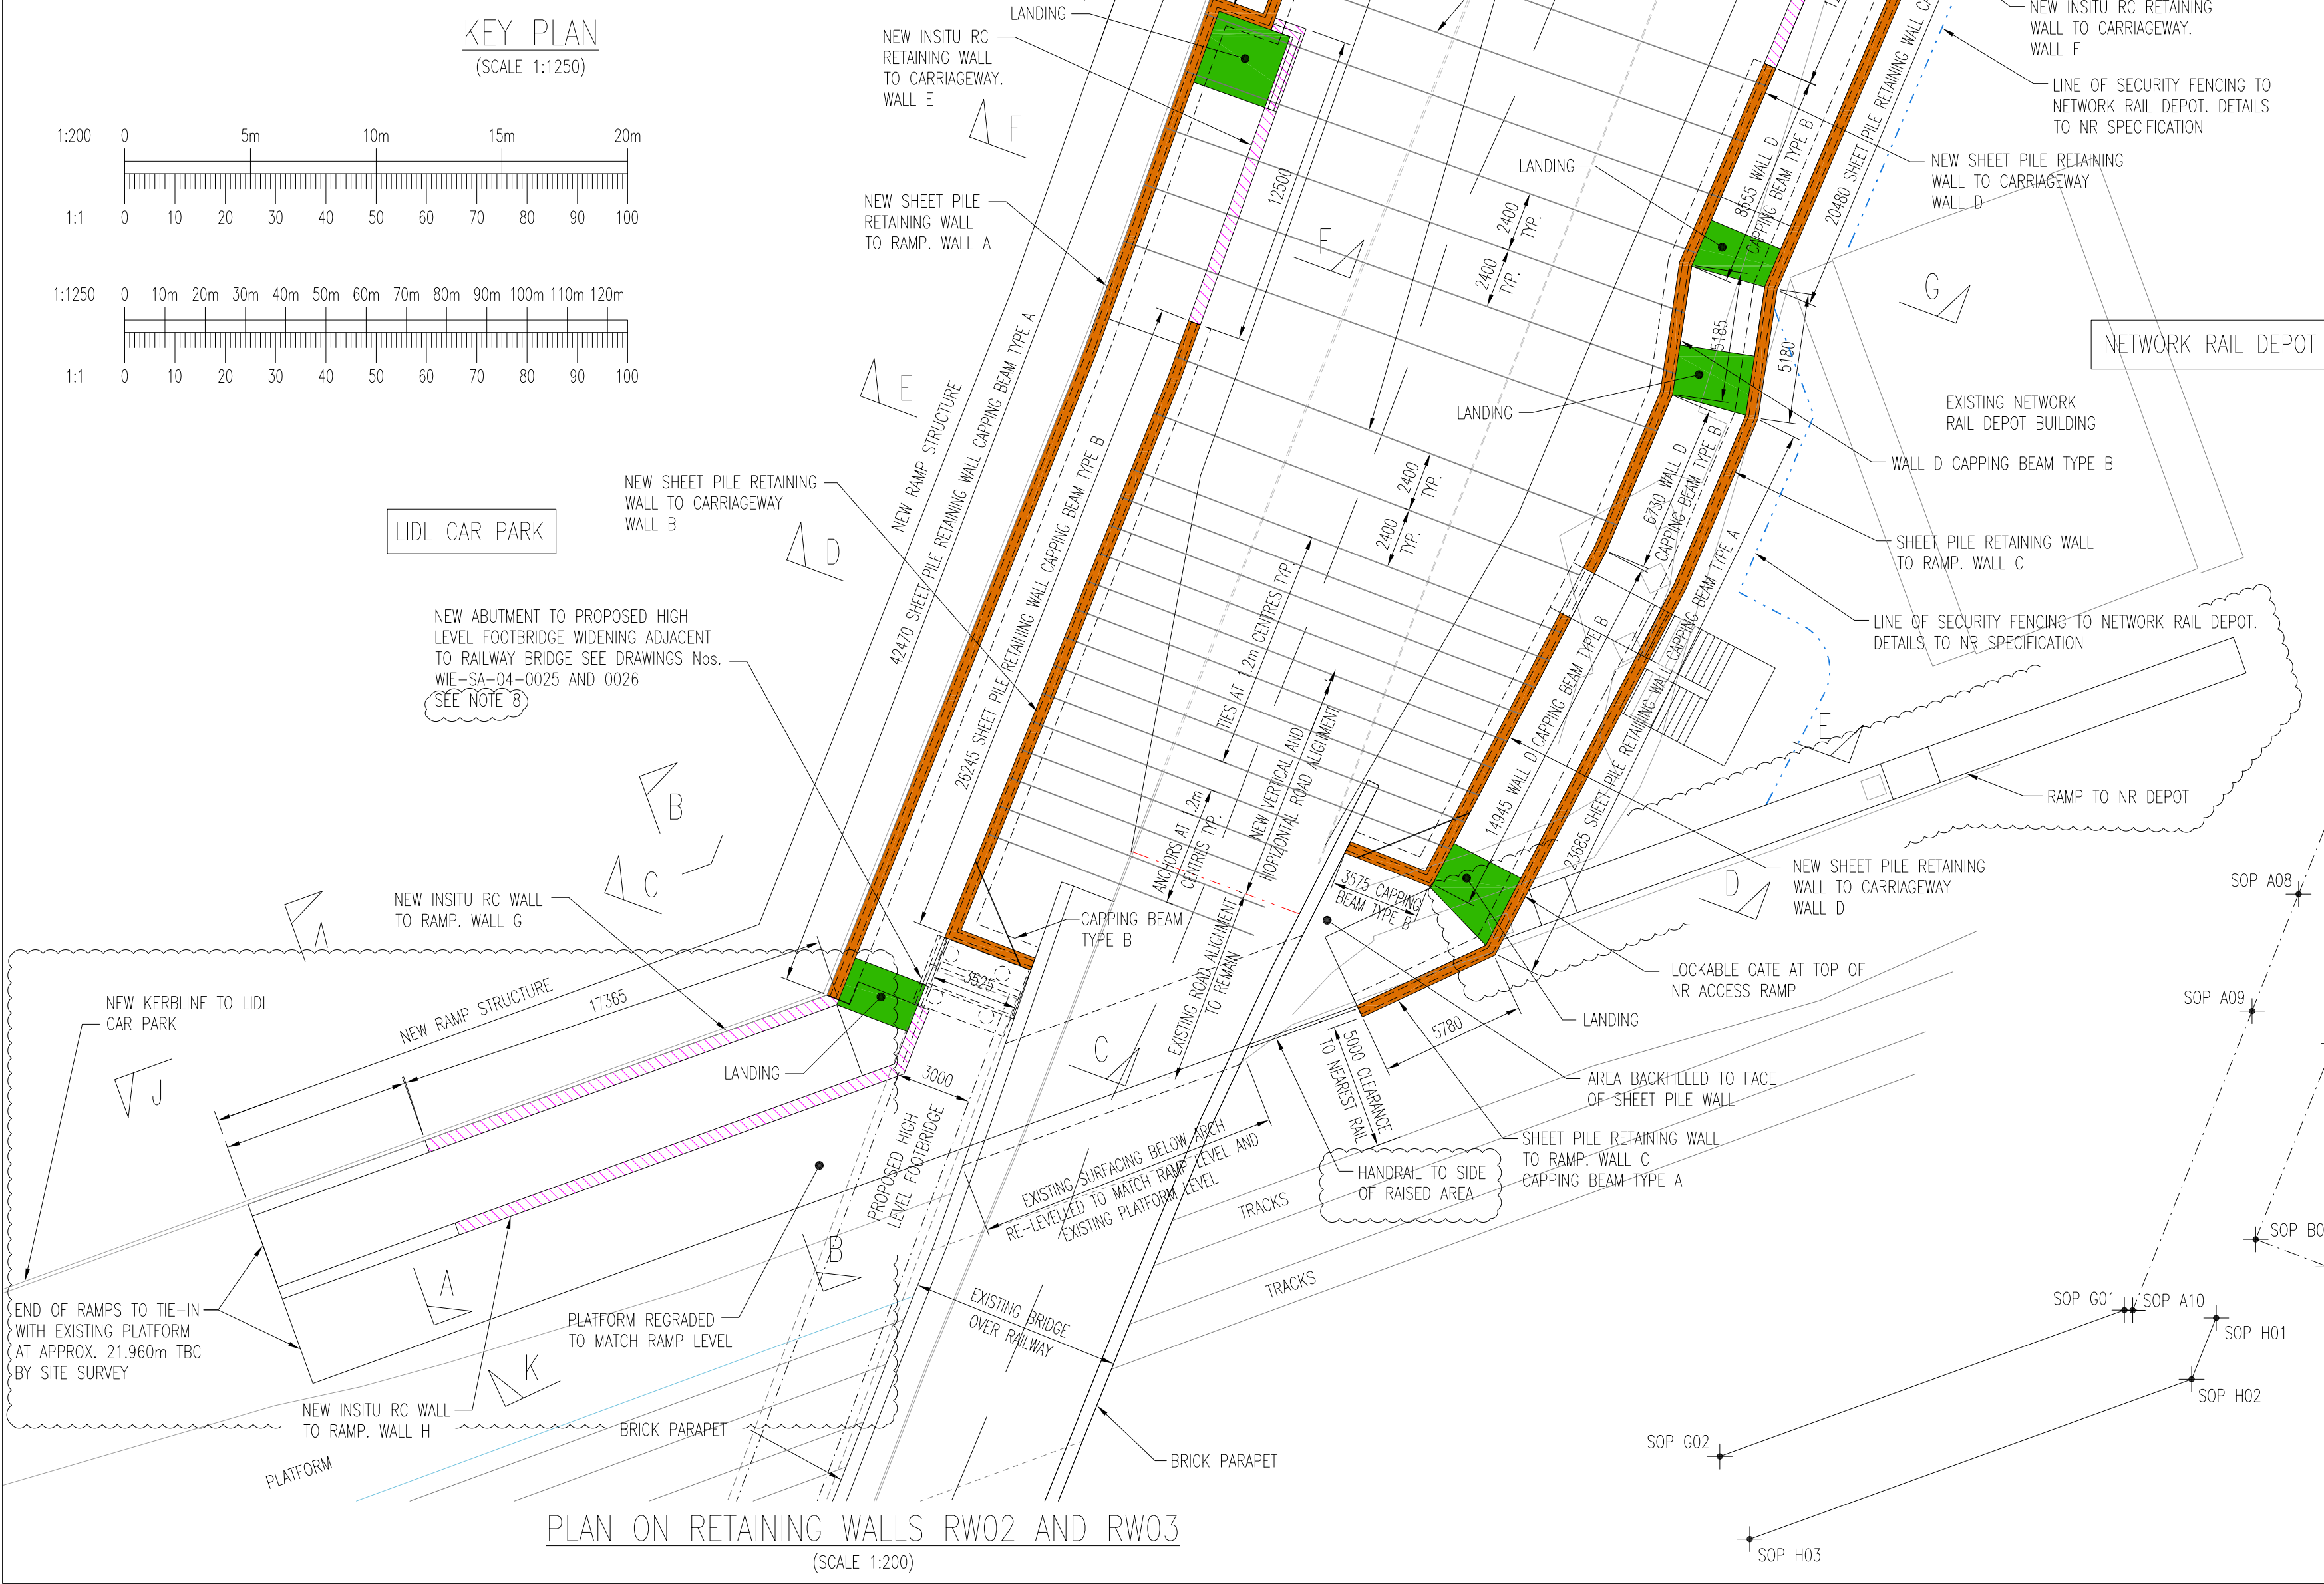 KEY PLAN
(SCALE 1:1250)
1:200
0
5m
10m
15m
20m
1:1
0 10 20 30 40 50 60 70 80 90 100
1:1250
0 10m 20m 30m 40m 50m 60m 70m 80m 90m 100m 110m 120m
1:1
0 10 20 30 40 50 60 70 80 90 100
LANDING
NEW INSITU RC
RETAINING WALL
TO CARRIAGEWAY.
WALL E
F
NEW SHEET PILE
RETAINING WALL
TO RAMP. WALL A
E
NEW SHEET PILE RETAINING
WALL TO CARRIAGEWAY
WALL B
LIDL CAR PARK
D
NEW ABUTMENT TO PROPOSED HIGH
LEVEL FOOTBRIDGE WIDENING ADJACENT
TO RAILWAY BRIDGE SEE DRAWINGS Nos.
WIE-SA-04-0025 AND 0026
SEE NOTE 8
B
C
NEW INSITU RC WALL
TO RAMP. WALL G
A
NEW KERBLINE TO LIDL
CAR PARK
J
NEW RAMP STRUCTURE
17365
LANDING
END OF RAMPS TO TIE-IN
WITH EXISTING PLATFORM
AT APPROX. 21.960m TBC
BY SITE SURVEY
A
K
NEW INSITU RC WALL
TO RAMP. WALL H
PLATFORM REGRADED
TO MATCH RAMP LEVEL
B
BRICK PARAPET
PLATFORM
NEW RAMP STRUCTURE
42470 SHEET PILE RETAINING WALL CAPPING BEAM TYPE A
26245 SHEET PILE RETAINING WALL CAPPING BEAM TYPE B
12500
F
2400
TYP.
2400
TYP.
2400
TYP.
2400
TYP.
TIES AT 1.2m CENTRES TYP.
ANCHORS AT 1.2m
CENTRES TYP.
NEW VERTICAL AND
HORIZONTAL ROAD ALIGNMENT
EXISTING ROAD ALIGNMENT
TO REMAIN
CAPPING BEAM
TYPE B
3525
3000
PROPOSED HIGH
LEVEL FOOTBRIDGE
C
EXISTING SURFACING BELOW ARCH
RE-LEVELLED TO MATCH RAMP LEVEL AND
EXISTING PLATFORM LEVEL
EXISTING BRIDGE
OVER RAILWAY
BRICK PARAPET
TRACKS
TRACKS
3575 CAPPING
BEAM TYPE B
5000 CLEARANCE
TO NEAREST RAIL
5780
HANDRAIL TO SIDE
OF RAISED AREA
SHEET PILE RETAINING WALL
TO RAMP. WALL C
CAPPING BEAM TYPE A
AREA BACKFILLED TO FACE
OF SHEET PILE WALL
LANDING
LOCKABLE GATE AT TOP OF
NR ACCESS RAMP
D
NEW SHEET PILE RETAINING
WALL TO CARRIAGEWAY
WALL D
RAMP TO NR DEPOT
E
14945 WALL D CAPPING BEAM TYPE B
23685 SHEET PILE RETAINING WALL CAPPING BEAM TYPE A
6730 WALL D
CAPPING BEAM TYPE B
LANDING
5185
5180
LANDING
8555 WALL D
CAPPING BEAM TYPE B
20480 SHEET PILE RETAINING WALL
NEW INSITU RC RETAINING
WALL TO CARRIAGEWAY.
WALL F
LINE OF SECURITY FENCING TO
NETWORK RAIL DEPOT. DETAILS
TO NR SPECIFICATION
NEW SHEET PILE RETAINING
WALL TO CARRIAGEWAY
WALL D
G
NETWORK RAIL DEPOT
EXISTING NETWORK
RAIL DEPOT BUILDING
WALL D CAPPING BEAM TYPE B
SHEET PILE RETAINING WALL
TO RAMP. WALL C
LINE OF SECURITY FENCING TO NETWORK RAIL DEPOT.
DETAILS TO NR SPECIFICATION
SOP A08
SOP A09
SOP G01
SOP A10
SOP H01
SOP H02
SOP G02
SOP H03
PLAN ON RETAINING WALLS RW02 AND RW03
(SCALE 1:200)